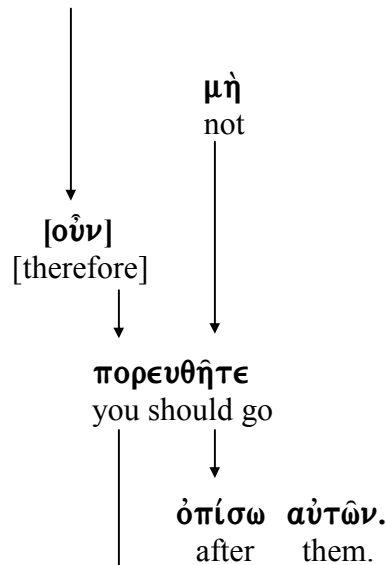 μὴ
not
[οὖν]
[therefore]
πορευθῆτε
you should go
ὀπίσω αὐτῶν.
after them.